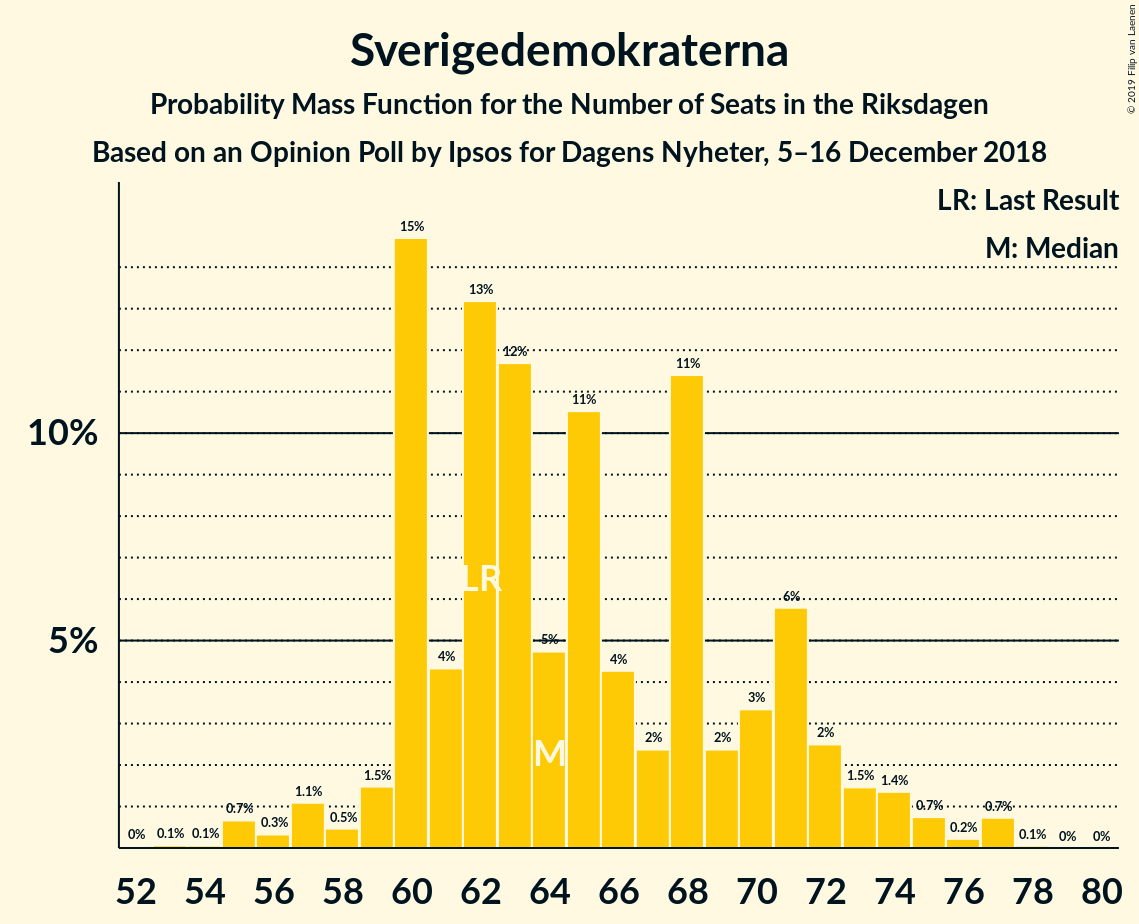 Sverigedemokraterna
Probability Mass Function for the Number of Seats in the Riksdagen
Based on an Opinion Poll by Ipsos for Dagens Nyheter, 5–16 December 2018
© 2019 Filip van Laenen
LR: Last Result
M: Median
10%
5%
0% 0.1% 0.1% 0.7% 0.3% 1.1% 0.5% 1.5% 15% 4% 13% 12% 5% 11% 4% 2% 11% 2% 3% 6% 2% 1.5% 1.4% 0.7% 0.2% 0.7% 0.1% 0% 0%
LR
M
52 54 56 58 60 62 64 66 68 70 72 74 76 78 80